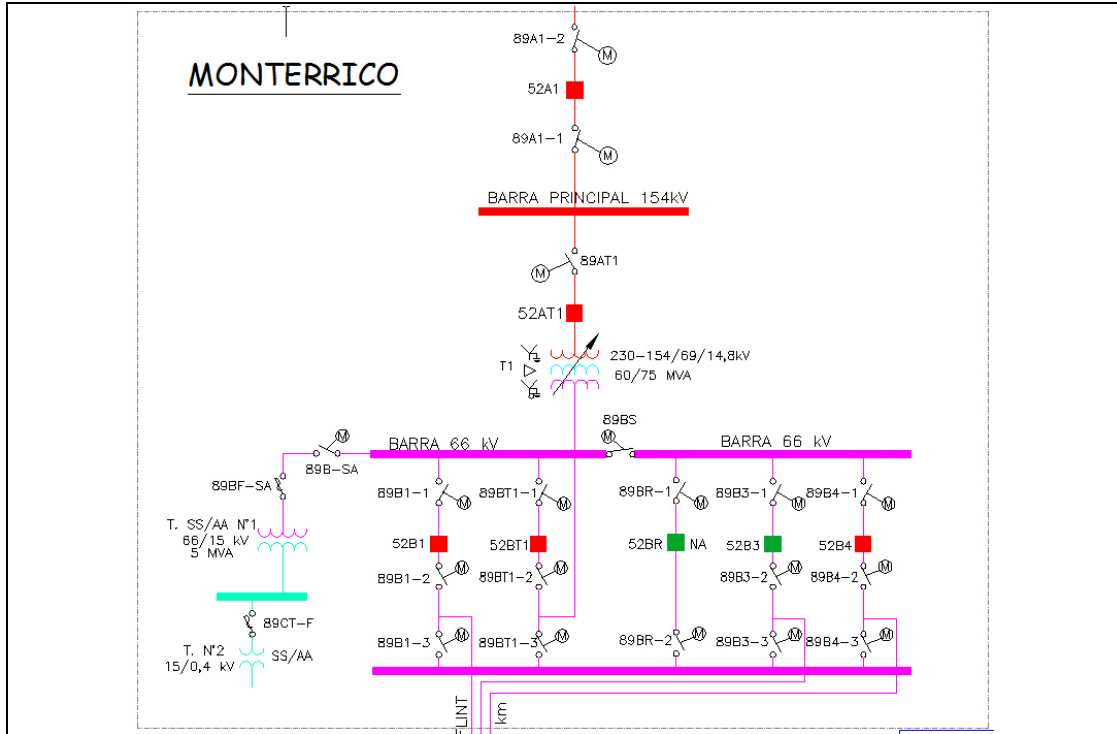 89A1-2
M
MONTERRICO
52A1
89A1-1
M
BARRA PRINCIPAL 154kV
89AT1
M
52AT1
T1
230-154/69/14,8kV
60/75 MVA
89BS
M
M
BARRA 66 kV
BARRA 66 kV
89B-SA
89BF-SA
89B1-1
M
89BT1-1
M
89BR-1
M
89B3-1
M
89B4-1
M
T. SS/AA N°1
66/15 kV
5 MVA
52B1
52BT1
52BR
NA
52B3
52B4
89B1-2
M
89BT1-2
M
89B3-2
M
89B4-2
M
89CT-F
T. N°2
15/0,4 kV
SS/AA
89B1-3
M
89BT1-3
M
89BR-2
M
89B3-3
M
89B4-3
M
FLINT
km